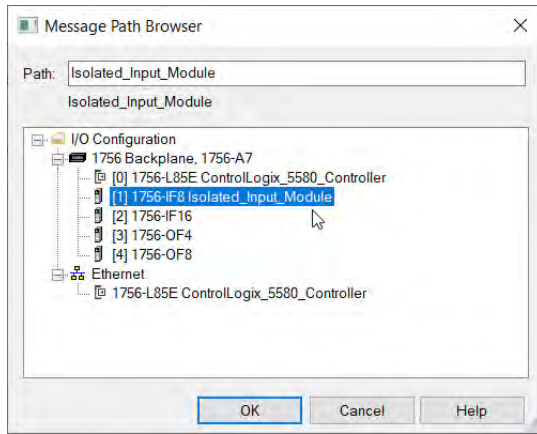 Message Path Browser
Path: Isolated_Input_Module
Isolated_Input_Module
I/O Configuration
1756 Backplane, 1756-A7
[0] 1756-L85E ControlLogix_5580_Controller
[1] 1756-IF8 Isolated_Input_Module
[2] 1756-IF16
[3] 1756-OF4
[4] 1756-OF8
Ethernet
1756-L85E ControlLogix_5580_Controller
OK Cancel Help